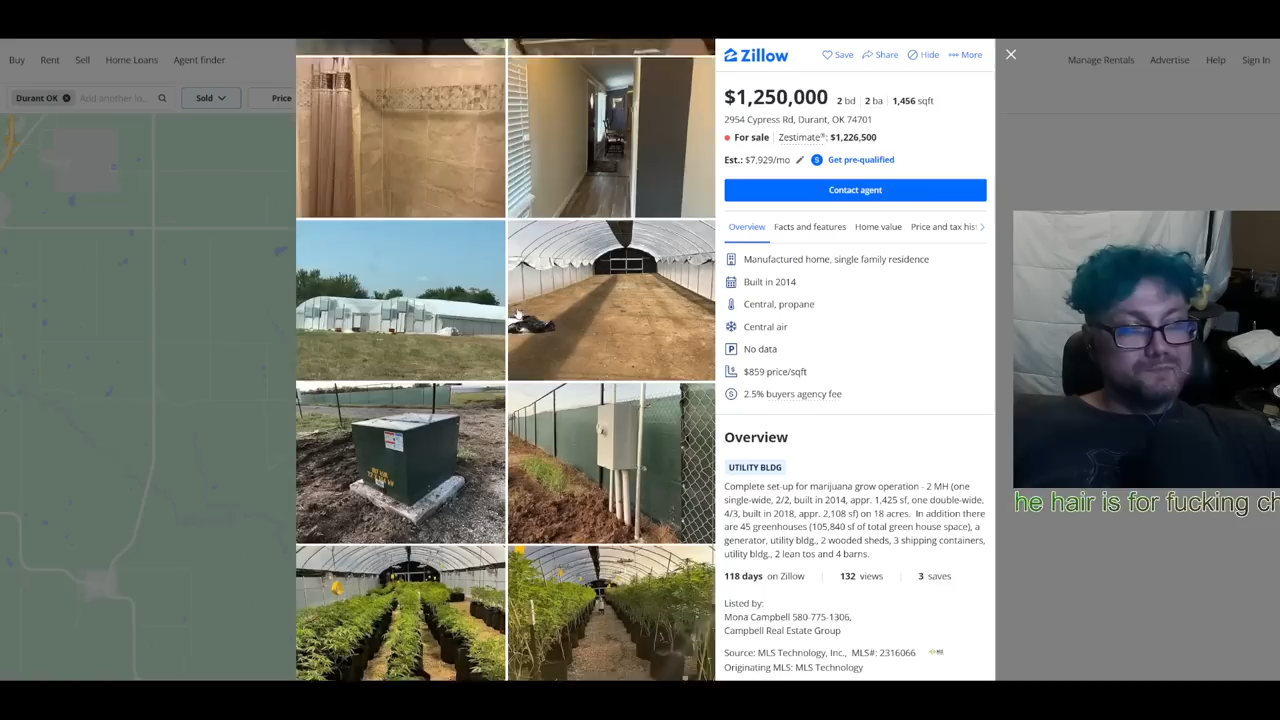 Buy Rent Sell Home Loans Agent finder
Manage Rentals Advertise Help Sign In
Durant OK Add another lo...
Sold
Price
Zillow
Save Share Hide More
$1,250,000 2 bd 2 ba 1,456 sqft
2954 Cypress Rd, Durant, OK 74701
For sale Zestimate®: $1,226,500
Est.: $7,929/mo $ Get pre-qualified
Contact agent
Overview Facts and features Home value Price and tax his
Manufactured home, single family residence
Built in 2014
Central, propane
Central air
P No data
$859 price/sqft
2.5% buyers agency fee
Overview
UTILITY BLDG
Complete set-up for marijuana grow operation - 2 MH (one
single-wide, 2/2, built in 2014, appr. 1,425 sf, one double-wide,
4/3, built in 2018, appr. 2,108 sf) on 18 acres. In addition there
are 45 greenhouses (105,840 sf of total green house space), a
generator, utility bldg., 2 wooded sheds, 3 shipping containers,
utility bldg., 2 lean tos and 4 barns.
118 days on Zillow 132 views 3 saves
Listed by:
Mona Campbell 580-775-1306,
Campbell Real Estate Group
Source: MLS Technology, Inc., MLS#: 2316066
Originating MLS: MLS Technology
he hair is for fucking ch